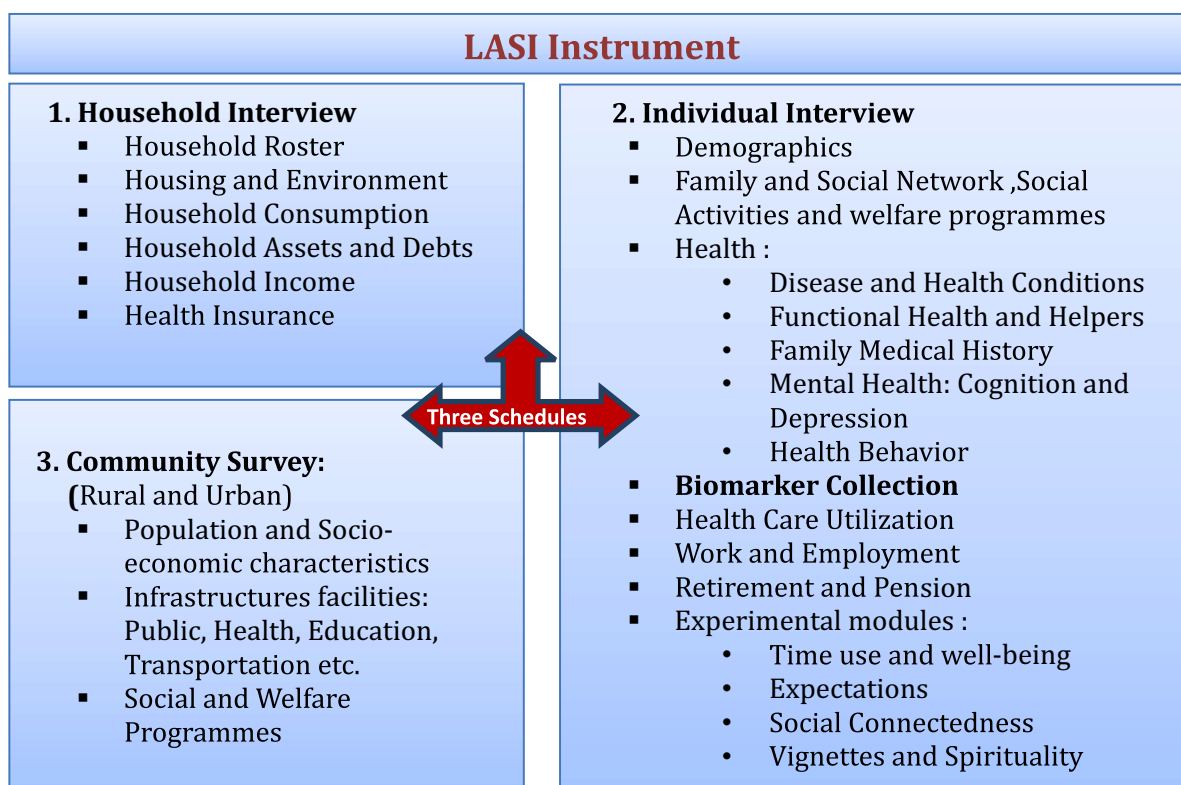 LASI Instrument
1. Household Interview
▪ Household Roster
▪ Housing and Environment
▪ Household Consumption
▪ Household Assets and Debts
▪ Household Income
▪ Health Insurance
2. Individual Interview
▪ Demographics
▪ Family and Social Network ,Social
Activities and welfare programmes
▪ Health :
• Disease and Health Conditions
• Functional Health and Helpers
• Family Medical History
• Mental Health: Cognition and
Depression
• Health Behavior
▪ Biomarker Collection
▪ Health Care Utilization
▪ Work and Employment
▪ Retirement and Pension
▪ Experimental modules :
• Time use and well-being
• Expectations
• Social Connectedness
• Vignettes and Spirituality
Three Schedules
3. Community Survey:
(Rural and Urban)
▪ Population and Socio-
economic characteristics
▪ Infrastructures facilities:
Public, Health, Education,
Transportation etc.
▪ Social and Welfare
Programmes